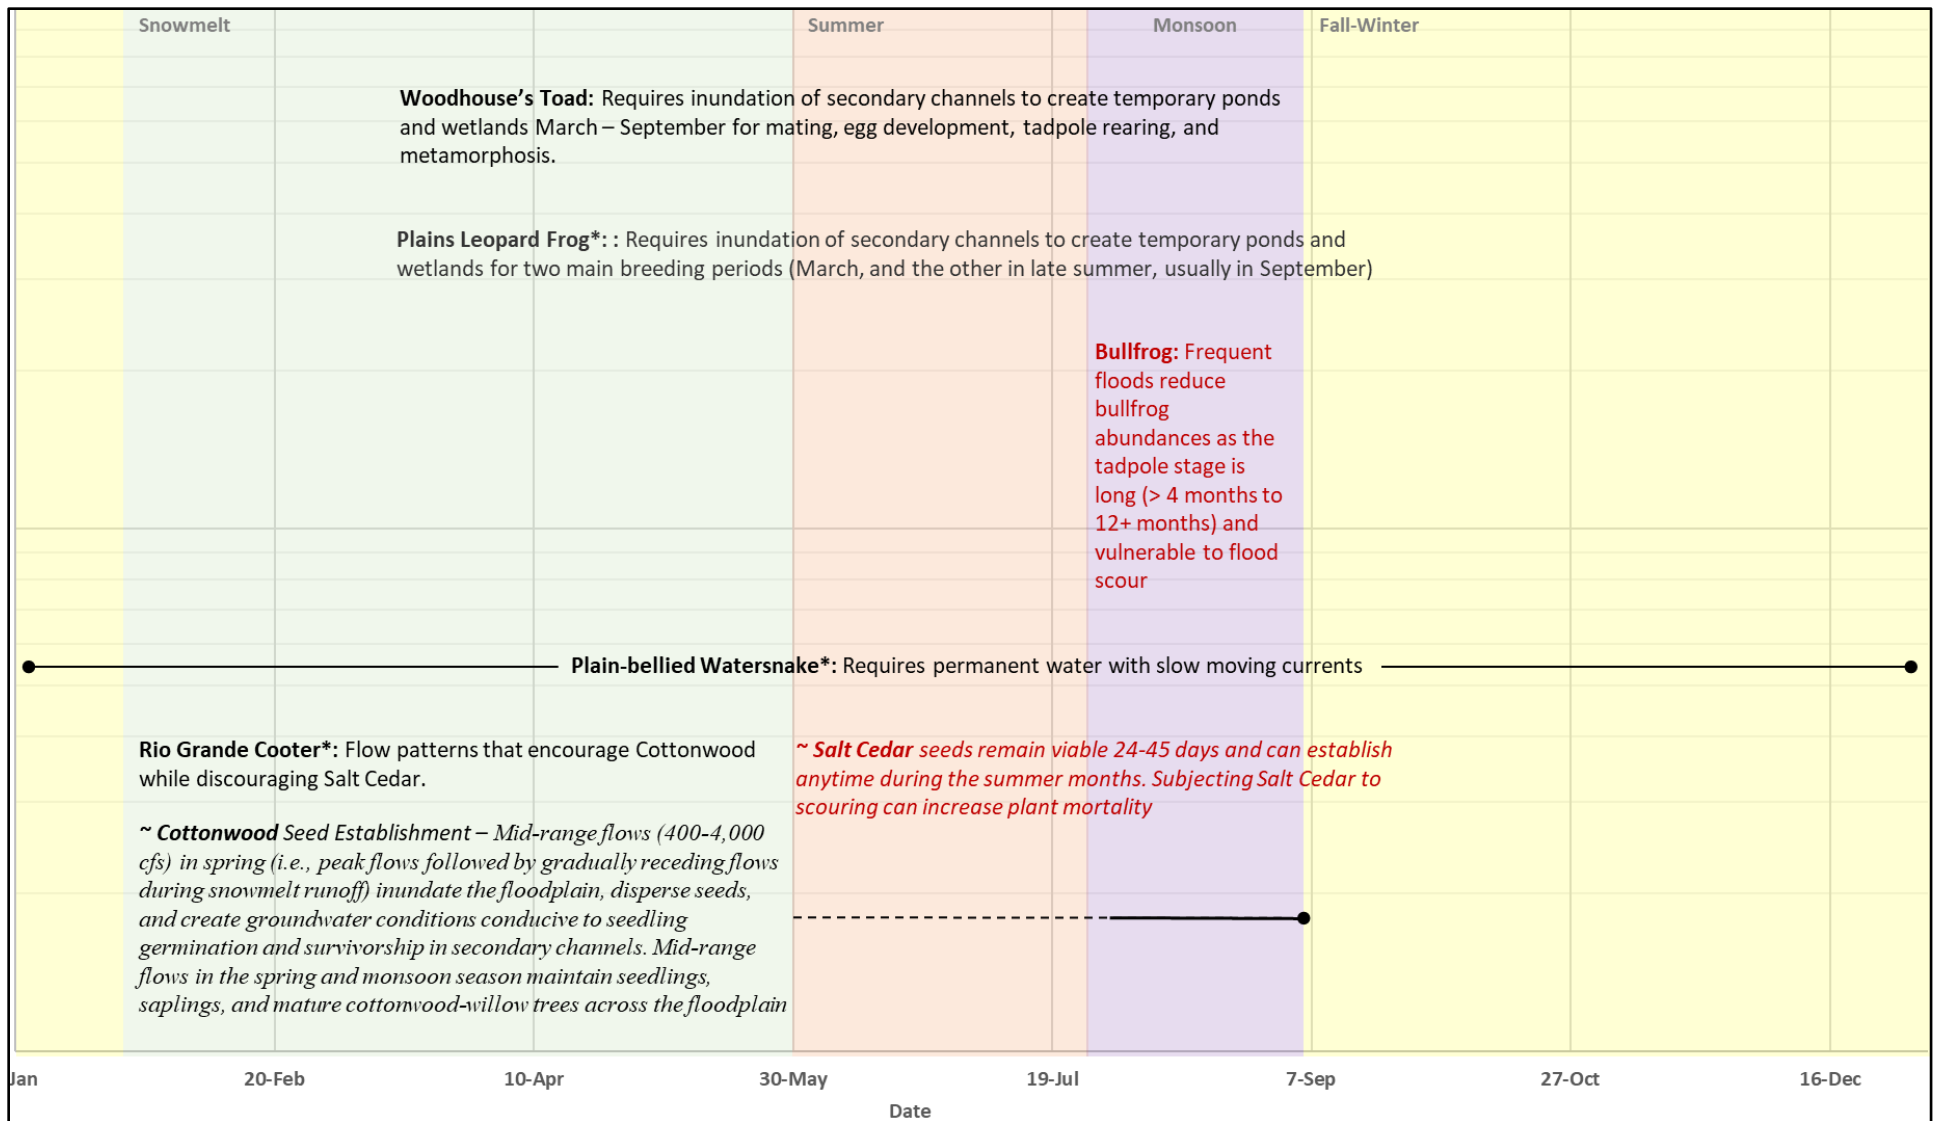 Snowmelt
Summer
Monsoon
Fall-Winter
Woodhouse’s Toad: Requires inundation of secondary channels to create temporary ponds
and wetlands March – September for mating, egg development, tadpole rearing, and
metamorphosis.
Plains Leopard Frog*: : Requires inundation of secondary channels to create temporary ponds and
wetlands for two main breeding periods (March, and the other in late summer, usually in September)
Bullfrog: Frequent
floods reduce
bullfrog
abundances as the
tadpole stage is
long (> 4 months to
12+ months) and
vulnerable to flood
scour
Plain-bellied Watersnake*: Requires permanent water with slow moving currents
Rio Grande Cooter*: Flow patterns that encourage Cottonwood
while discouraging Salt Cedar.
~ Salt Cedar seeds remain viable 24-45 days and can establish
anytime during the summer months. Subjecting Salt Cedar to
scouring can increase plant mortality
~ Cottonwood Seed Establishment – Mid-range flows (400-4,000
cfs) in spring (i.e., peak flows followed by gradually receding flows
during snowmelt runoff) inundate the floodplain, disperse seeds,
and create groundwater conditions conducive to seedling
germination and survivorship in secondary channels. Mid-range
flows in the spring and monsoon season maintain seedlings,
saplings, and mature cottonwood-willow trees across the floodplain
Jan
20-Feb
10-Apr
30-May
19-Jul
7-Sep
27-Oct
16-Dec
Date